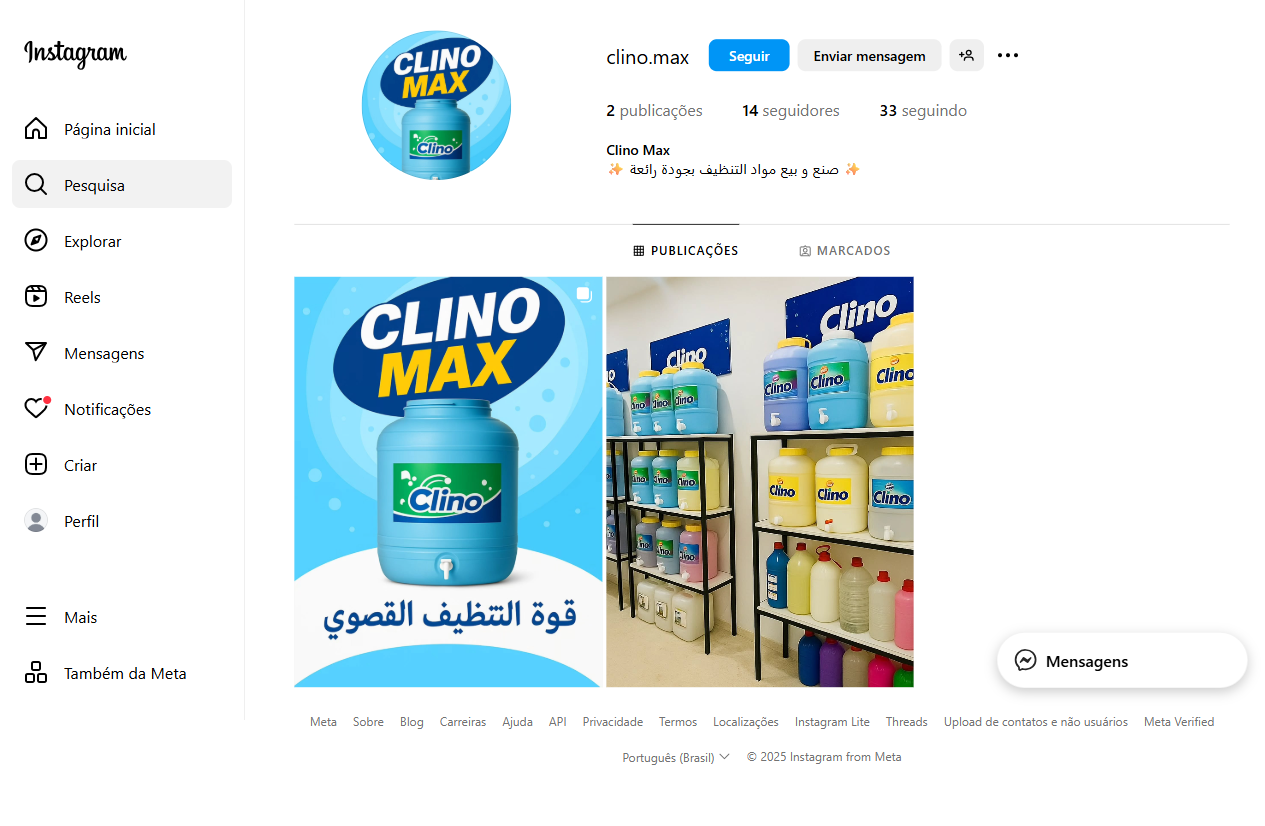 Instagram
Página inicial
Pesquisa
Explorar
Reels
Mensagens
Notificações
Criar
Perfil
Mais
Também da Meta
CLINO
MAX
Clino
clino.max
Seguir
Enviar mensagem
2 publicações
14 seguidores
33 seguindo
Clino Max
✨ صنع و بيع مواد التنظيف بجودة رائعة ✨
PUBLICAÇÕES
MARCADOS
CLINO
MAX
Clino
قوة التنظيف القصوي
Clino
Clino
Clino
Clino
Clino
Clino
Clino
Clino
Clino
Mensagens
Meta
Sobre
Blog
Carreiras
Ajuda
API
Privacidade
Termos
Localizações
Instagram Lite
Threads
Upload de contatos e não usuários
Meta Verified
Português (Brasil)
© 2025 Instagram from Meta